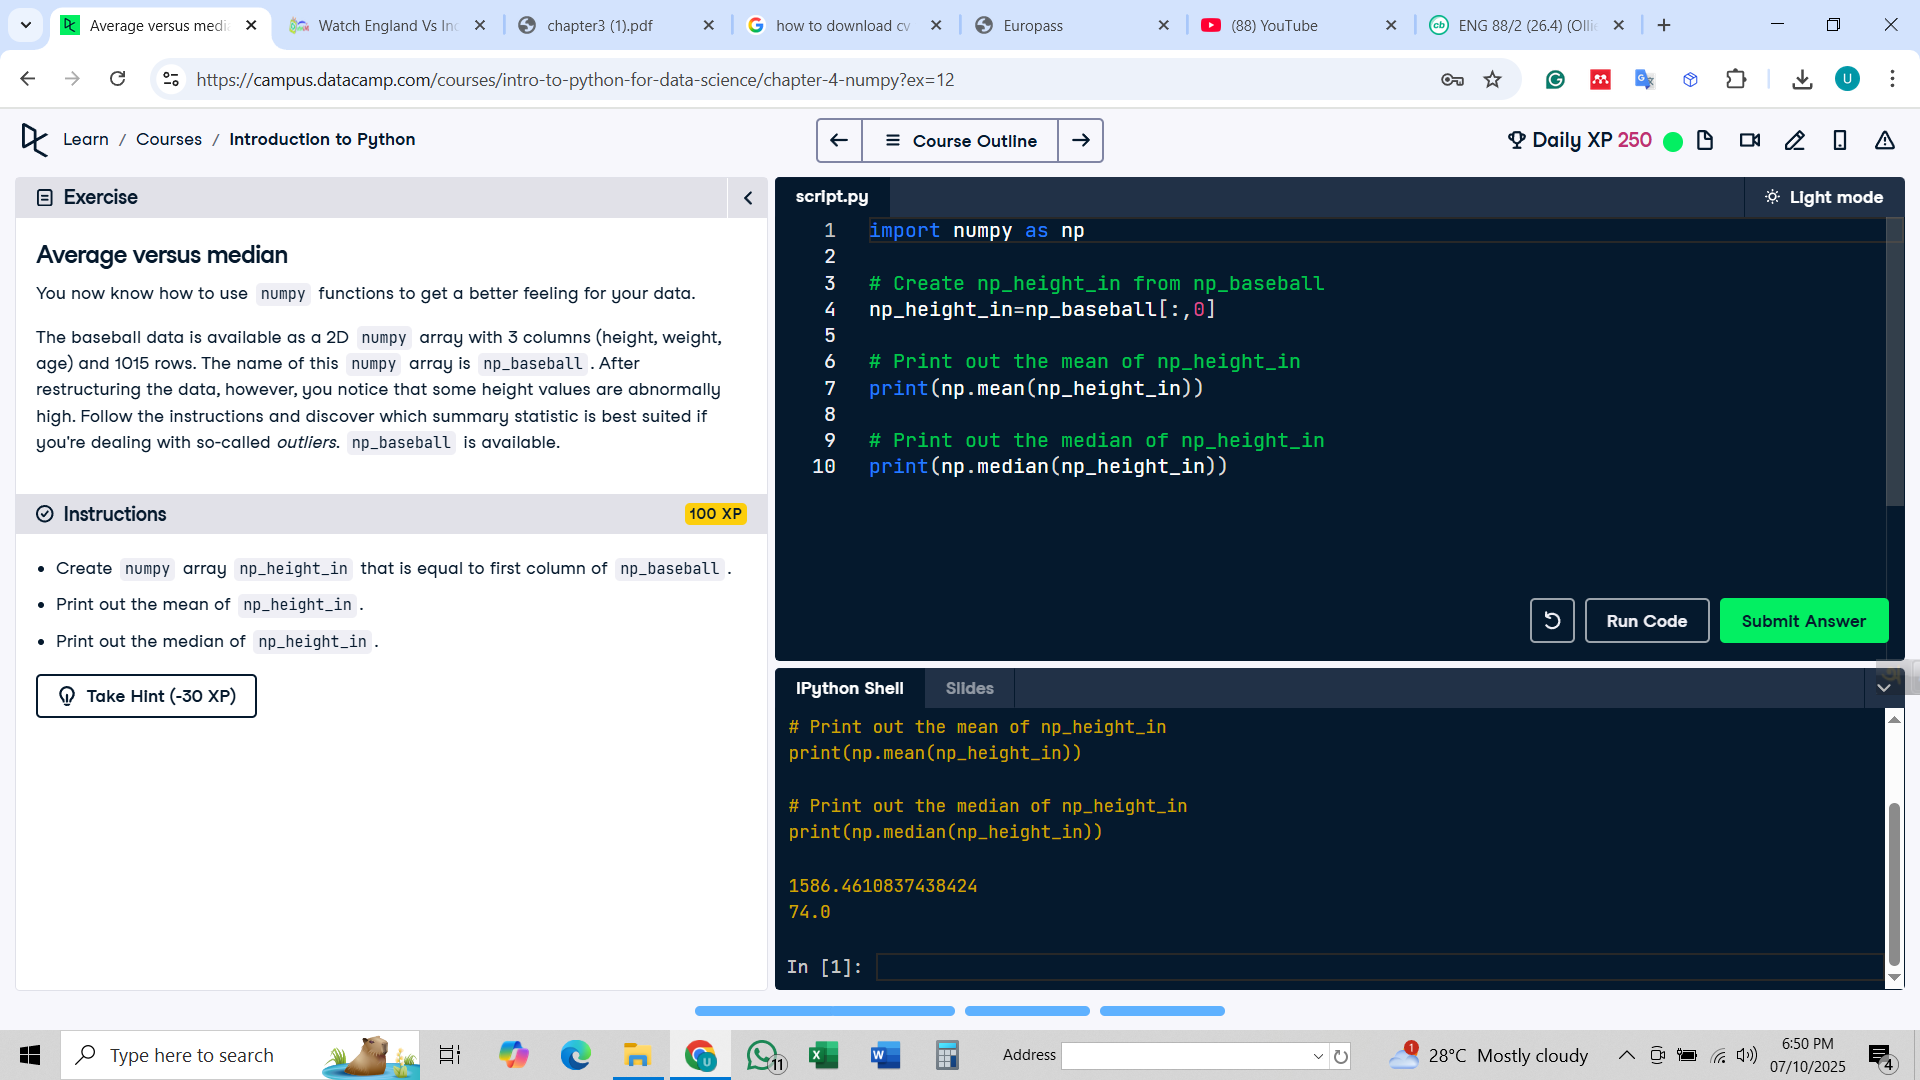 Average versus media
Watch England Vs Ind
chapter3 (1).pdf
how to download cv
Europass
(88) YouTube
ENG 88/2 (26.4) (Ollie
https://campus.datacamp.com/courses/intro-to-python-for-data-science/chapter-4-numpy?ex=12
U
Learn / Courses / Introduction to Python
Course Outline
Daily XP 250
Exercise
Average versus median
You now know how to use numpy functions to get a better feeling for your data.
The baseball data is available as a 2D numpy array with 3 columns (height, weight,
age) and 1015 rows. The name of this numpy array is np_baseball. After
restructuring the data, however, you notice that some height values are abnormally
high. Follow the instructions and discover which summary statistic is best suited if
you're dealing with so-called outliers. np_baseball is available.
Instructions
100 XP
Create numpy array np_height_in that is equal to first column of np_baseball.
Print out the mean of np_height_in.
Print out the median of np_height_in.
Take Hint (-30 XP)
script.py
Light mode
1 import numpy as np
2
3 # Create np_height_in from np_baseball
4 np_height_in=np_baseball[:,0]
5
6 # Print out the mean of np_height_in
7 print(np.mean(np_height_in))
8
9 # Print out the median of np_height_in
10 print(np.median(np_height_in))
Run Code
Submit Answer
IPython Shell
Slides
# Print out the mean of np_height_in
print(np.mean(np_height_in))
# Print out the median of np_height_in
print(np.median(np_height_in))
1586.4610837438424
74.0
In [1]:
Type here to search
11
Address
1
28°C Mostly cloudy
6:50 PM
07/10/2025
4